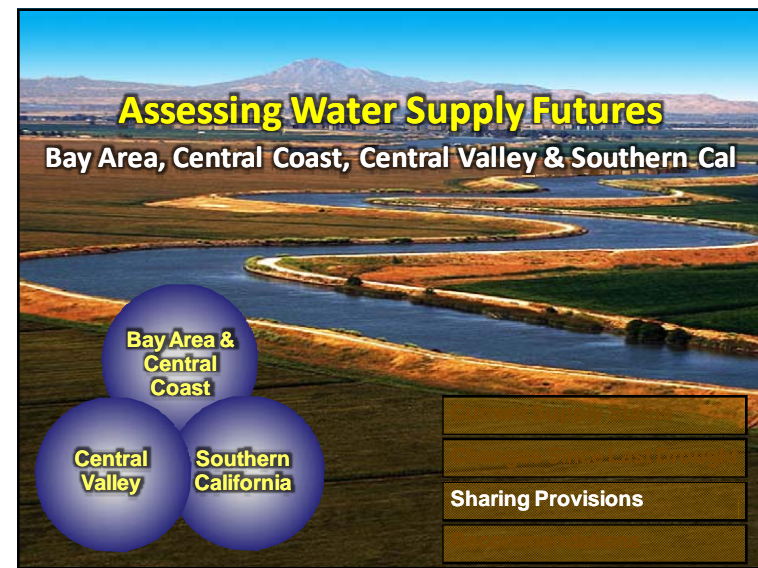 Assessing Water Supply Futures
Bay Area, Central Coast, Central Valley & Southern Cal
Bay Area &
Central
Coast
Central
Valley
Southern
California
Sharing Provisions